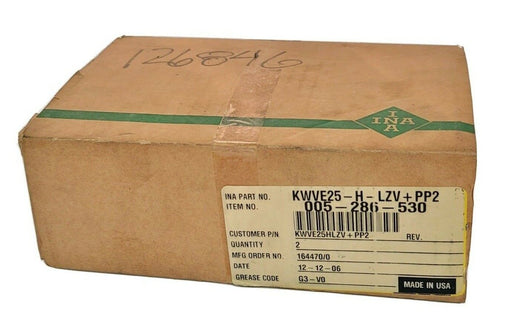 126846
INA
INA
INA PART NO. KWVE25-H-LZV+PP2
ITEM NO. 005-286-530
CUSTOMER P/N KWVE25HLZV+PP2 REV.
QUANTITY 2
MFG ORDER NO. 164470/0
DATE 12-12-06
GREASE CODE G3-V0
MADE IN USA